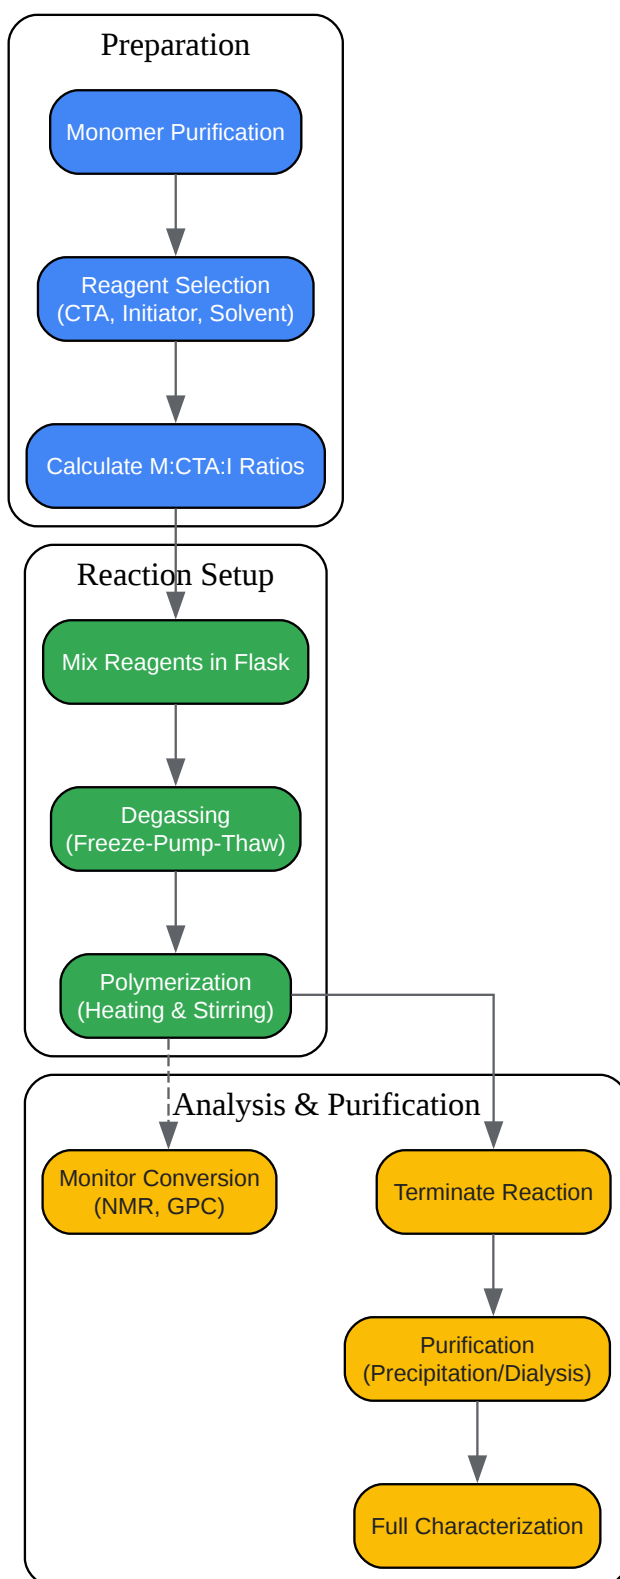 Preparation
Monomer Purification
Reagent Selection
(CTA, Initiator, Solvent)
Calculate M:CTA:I Ratios
Reaction Setup
Mix Reagents in Flask
Degassing
(Freeze-Pump-Thaw)
Polymerization
(Heating & Stirring)
Analysis & Purification
Monitor Conversion
(NMR, GPC)
Terminate Reaction
Purification
(Precipitation/Dialysis)
Full Characterization